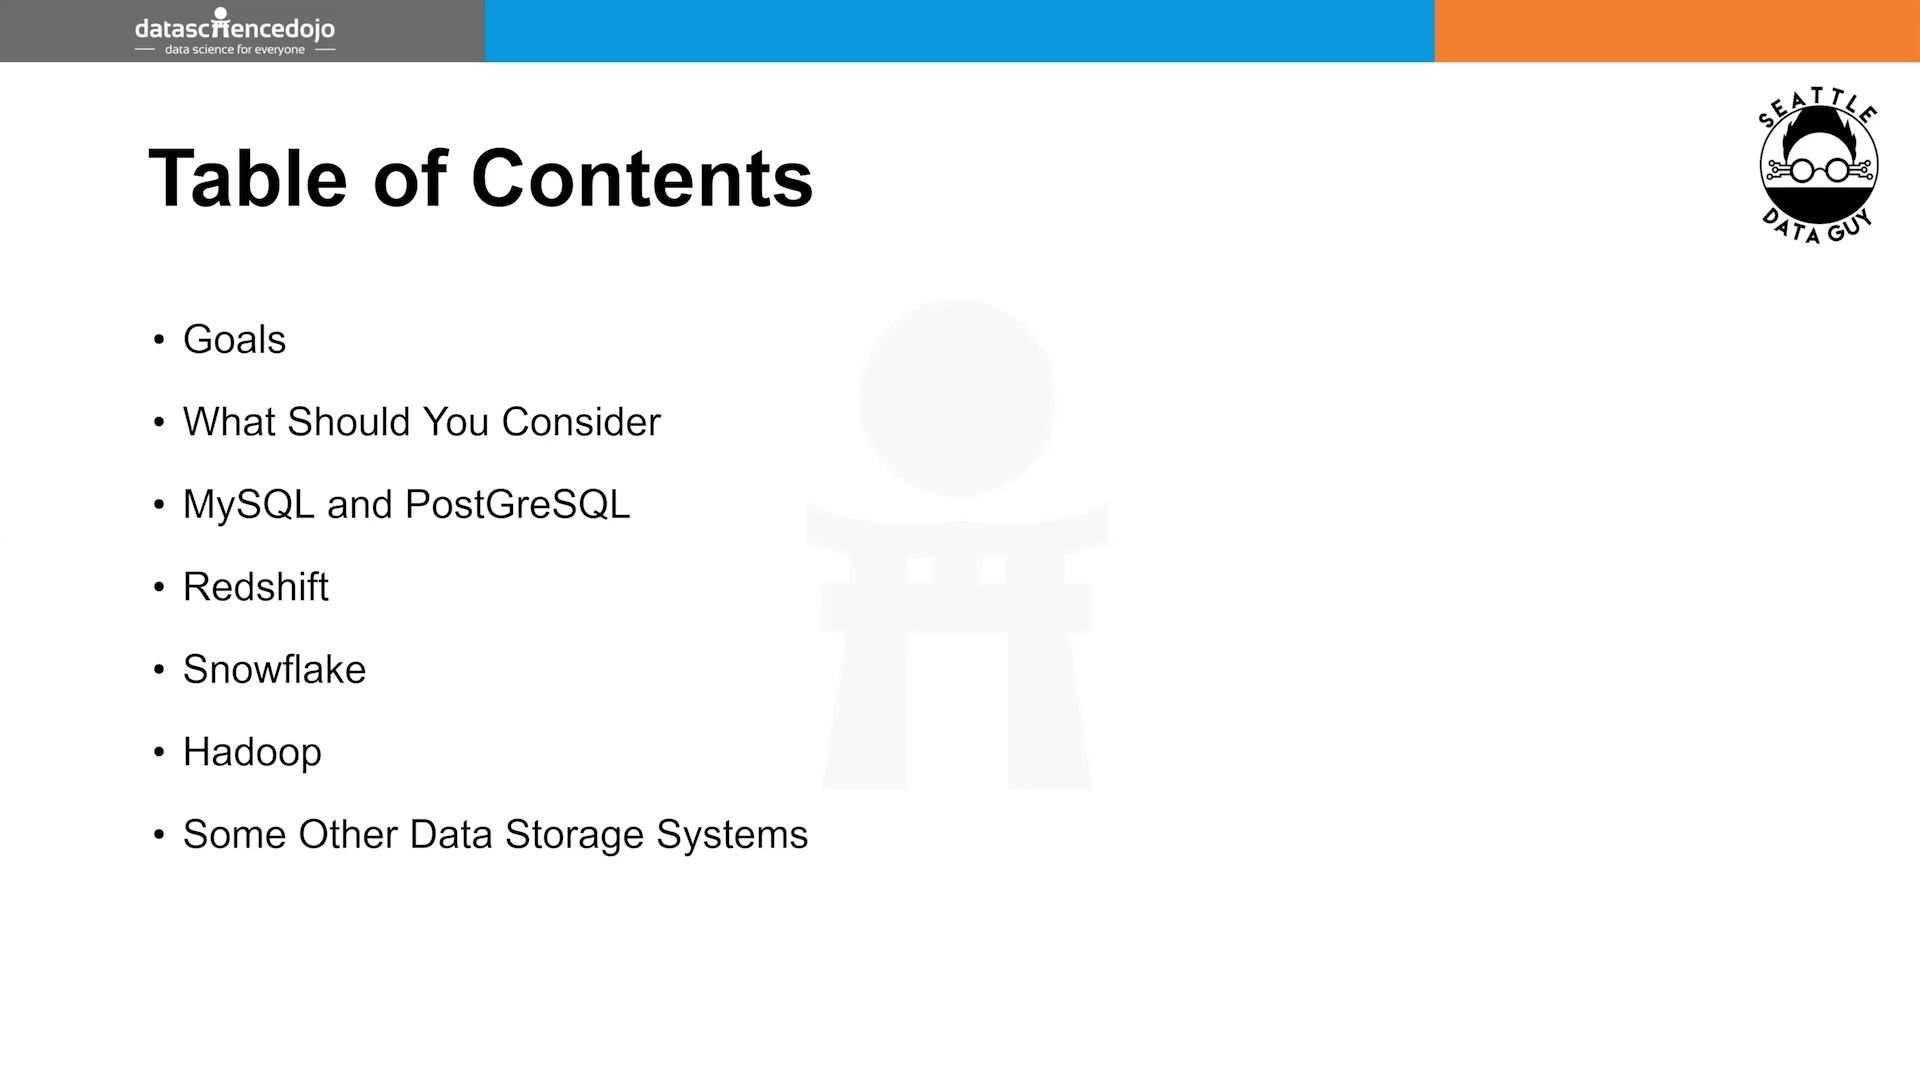 datasciencedojo
data science for everyone
SEATTLE
DATA GUY
Table of Contents
• Goals
• What Should You Consider
• MySQL and PostGreSQL
• Redshift
• Snowflake
• Hadoop
• Some Other Data Storage Systems